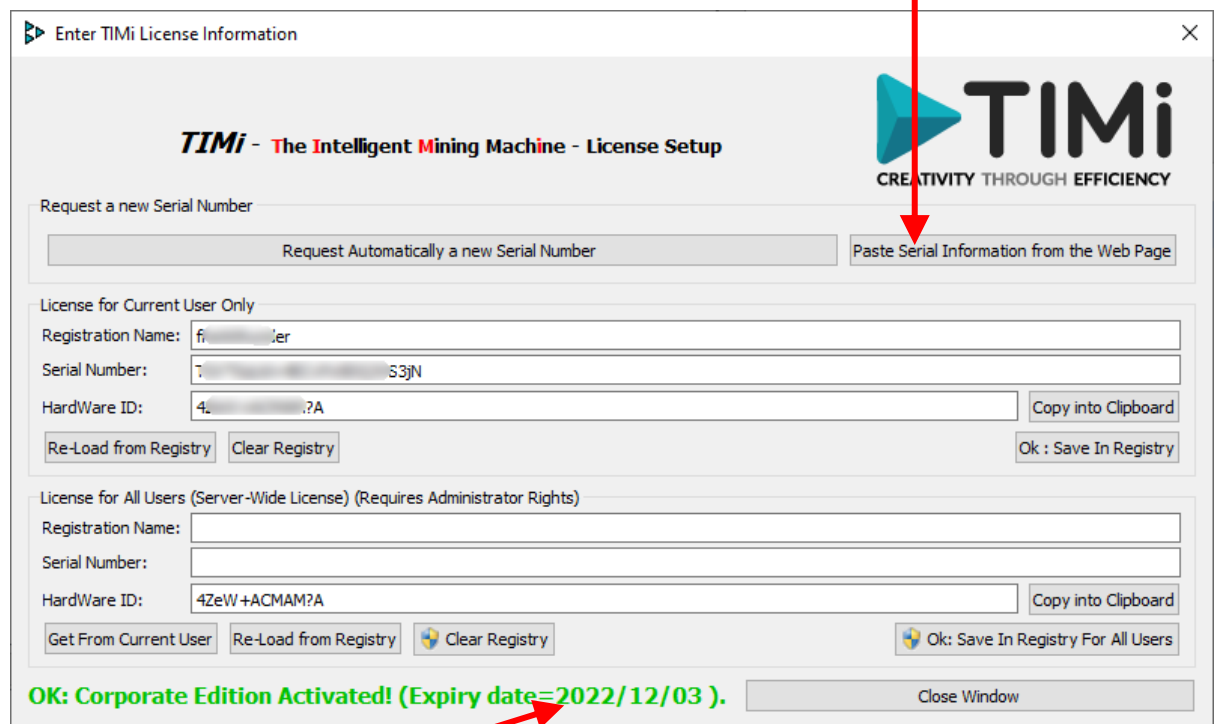 Enter TIMi License Information
TIMi
CREATIVITY THROUGH EFFICIENCY
TIMi - The Intelligent Mining Machine - License Setup
Request a new Serial Number
Request Automatically a new Serial Number
Paste Serial Information from the Web Page
License for Current User Only
Registration Name:
Serial Number:
HardWare ID:
Copy into Clipboard
Re-Load from Registry
Clear Registry
Ok : Save In Registry
License for All Users (Server-Wide License) (Requires Administrator Rights)
Registration Name:
Serial Number:
HardWare ID: 4ZeW+ACMAM?A
Copy into Clipboard
Get From Current User
Re-Load from Registry
Clear Registry
Ok: Save In Registry For All Users
OK: Corporate Edition Activated! (Expiry date=2022/12/03 ).
Close Window